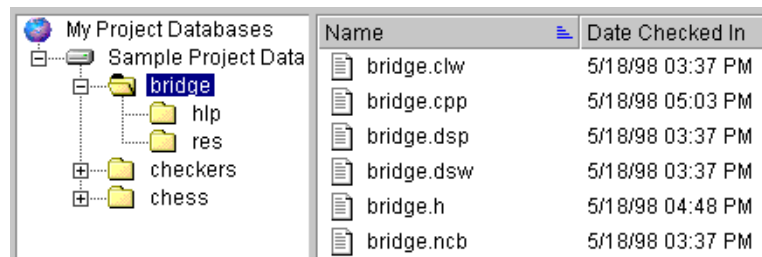 My Project Databases
Sample Project Data
bridge
hlp
res
checkers
chess
Name Date Checked In
bridge.clw 5/18/98 03:37 PM
bridge.cpp 5/18/98 05:03 PM
bridge.dsp 5/18/98 03:37 PM
bridge.dsw 5/18/98 03:37 PM
bridge.h 5/18/98 04:48 PM
bridge.ncb 5/18/98 03:37 PM